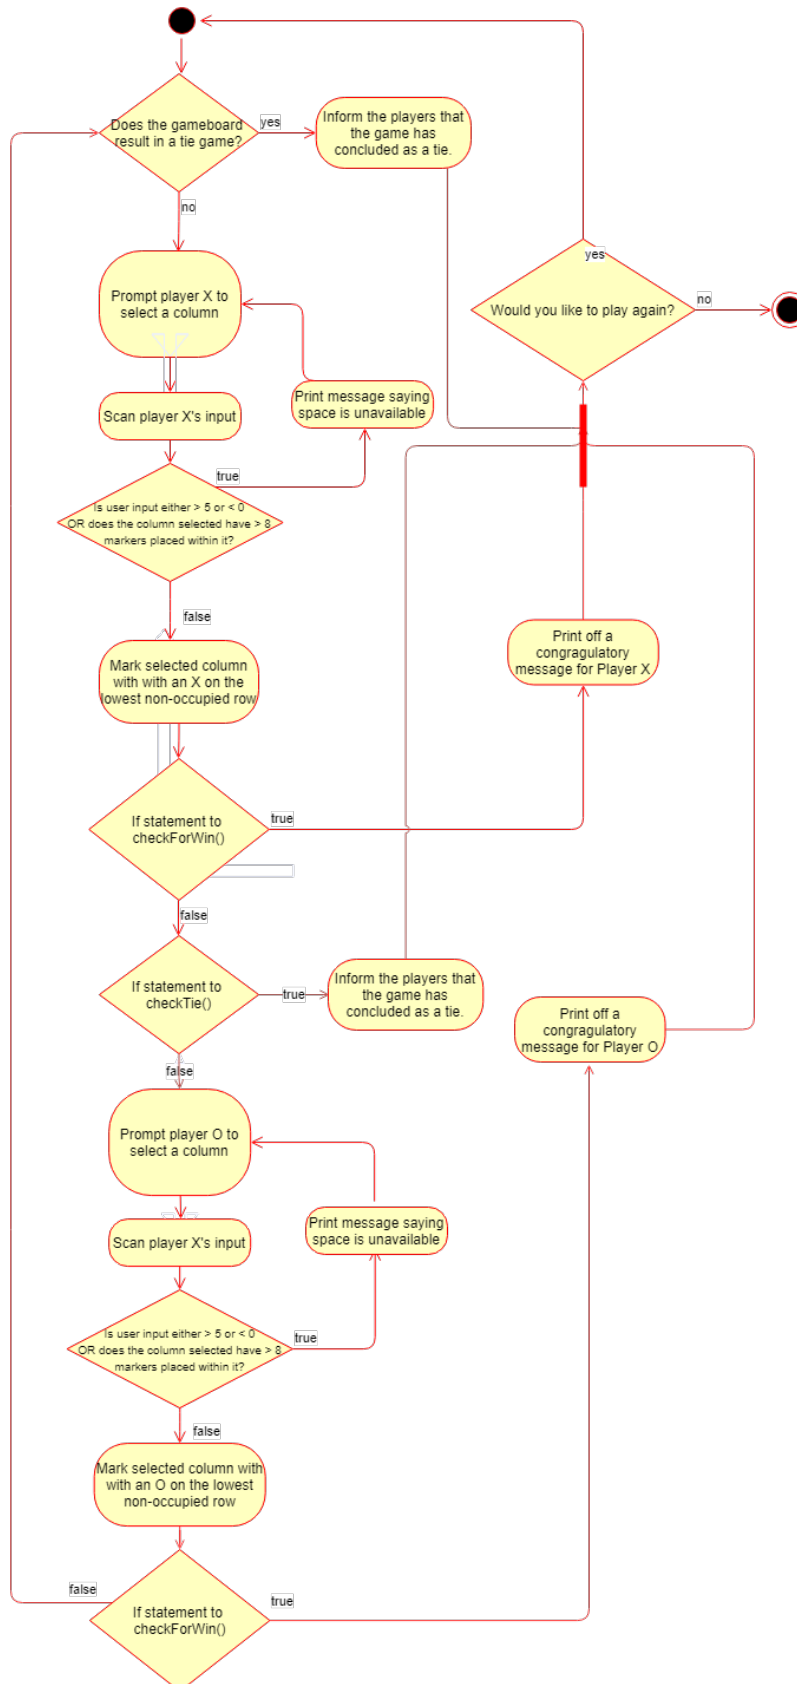 Does the gameboard
result in a tie game?
yes
Inform the players that
the game has
concluded as a tie.
no
yes
Would you like to play again?
no
Prompt player X to
select a column
Print message saying
space is unavailable
Scan player X's input
true
Is user input either > 5 or < 0
OR does the column selected have > 8
markers placed within it?
false
Mark selected column
with with an X on the
lowest non-occupied row
Print off a
congragulatory
message for Player X
If statement to
checkForWin()
true
false
If statement to
checkTie()
true
Inform the players that
the game has
concluded as a tie.
Print off a
congragulatory
message for Player O
false
Prompt player O to
select a column
Print message saying
space is unavailable
Scan player X's input
Is user input either > 5 or < 0
OR does the column selected have > 8
markers placed within it?
true
false
Mark selected column with
with an O on the lowest
non-occupied row
false
If statement to
checkForWin()
true